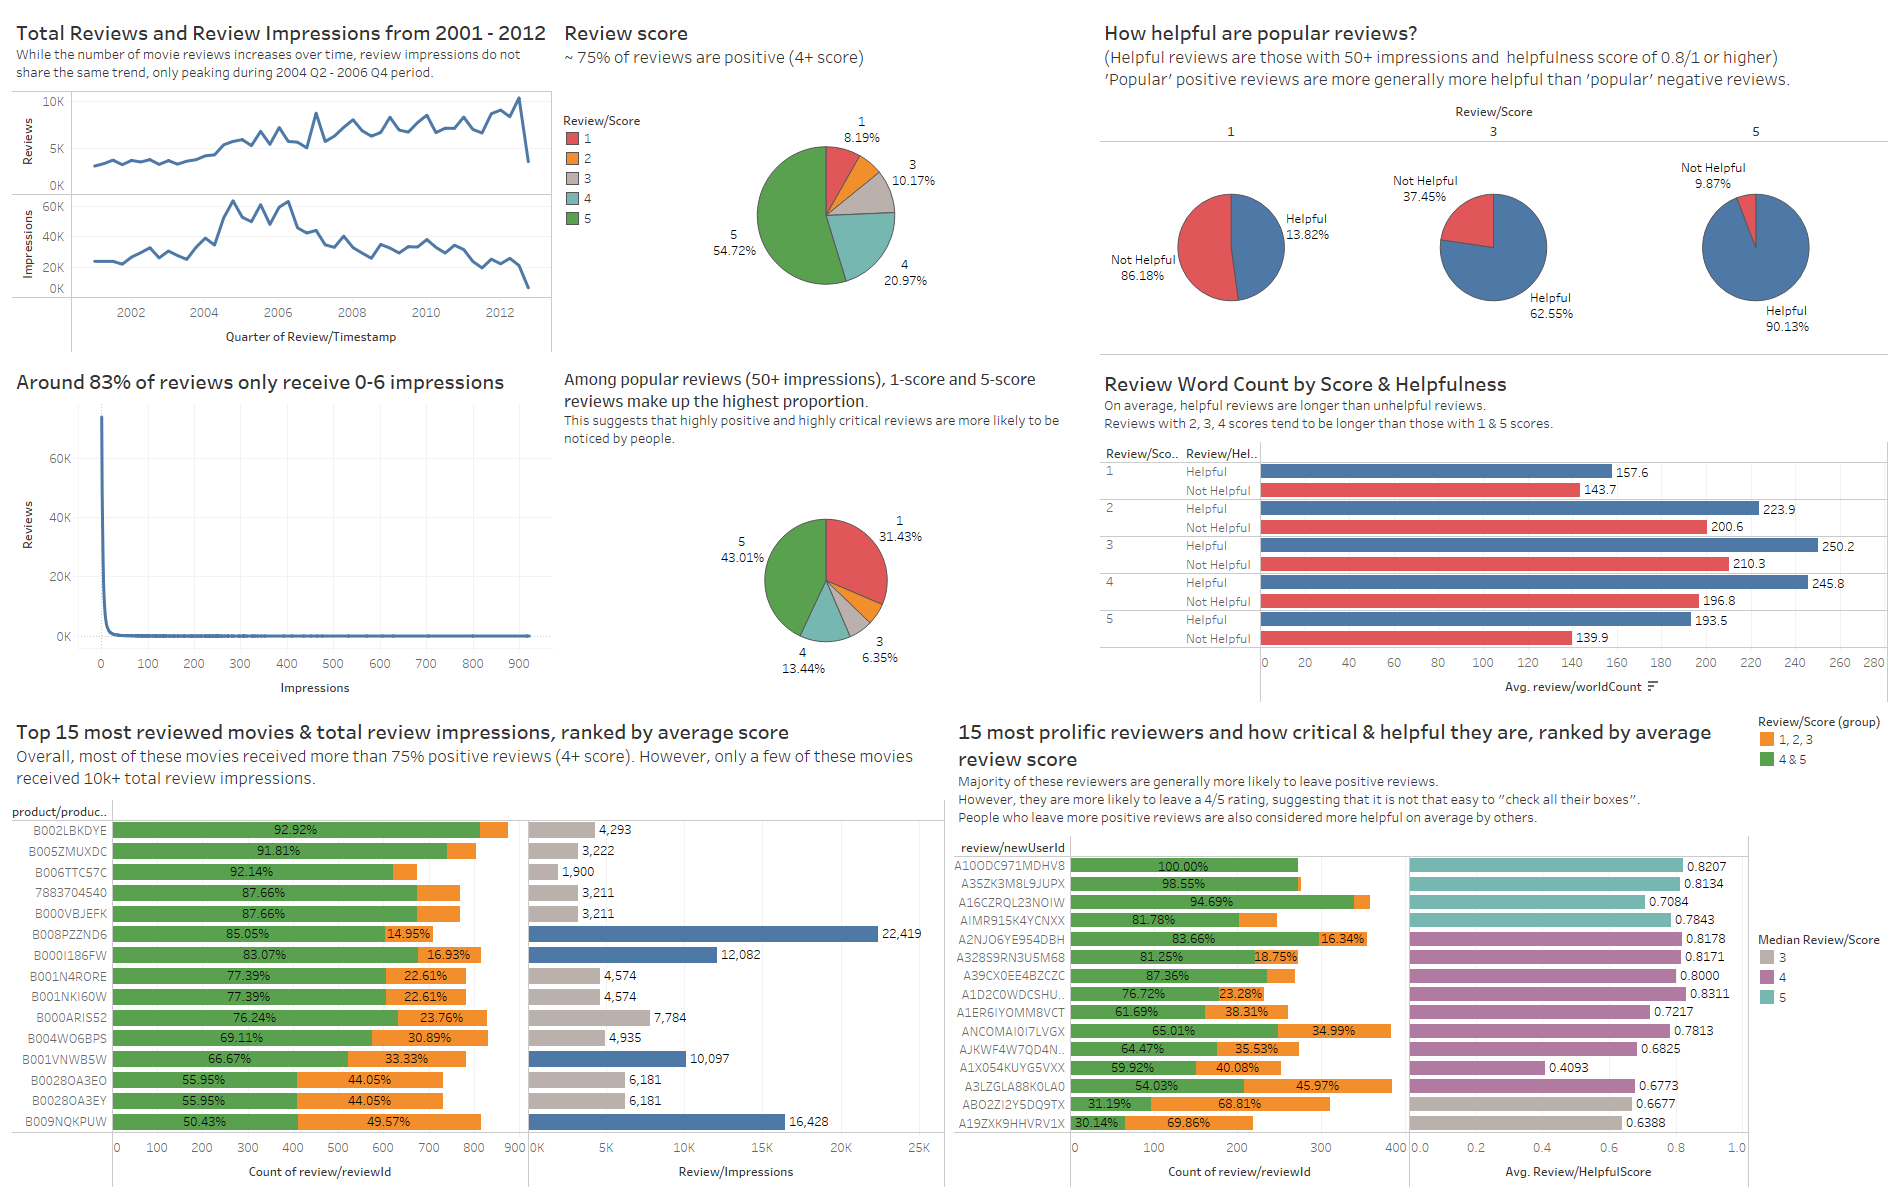 Total Reviews and Review Impressions from 2001 - 2012
While the number of movie reviews increases over time, review impressions do not
share the same trend, only peaking during 2004 Q2 - 2006 Q4 period.
10K
5K
0K
Reviews
60K
40K
20K
0K
Impressions
2002 2004 2006 2008 2010 2012
Quarter of Review/Timestamp
Review score
~ 75% of reviews are positive (4+ score)
Review/Score
1
2
3
4
5
1
8.19%
3
10.17%
5
54.72%
4
20.97%
How helpful are popular reviews?
(Helpful reviews are those with 50+ impressions and helpfulness score of 0.8/1 or higher)
'Popular' positive reviews are more generally more helpful than 'popular' negative reviews.
Review/Score
1 3 5
Helpful
13.82%
Not Helpful
86.18%
Not Helpful
37.45%
Helpful
62.55%
Not Helpful
9.87%
Helpful
90.13%
Around 83% of reviews only receive 0-6 impressions
60K
40K
20K
0K
Reviews
0 100 200 300 400 500 600 700 800 900
Impressions
Among popular reviews (50+ impressions), 1-score and 5-score
reviews make up the highest proportion.
This suggests that highly positive and highly critical reviews are more likely to be
noticed by people.
1
31.43%
5
43.01%
3
6.35%
4
13.44%
Review Word Count by Score & Helpfulness
On average, helpful reviews are longer than unhelpful reviews.
Reviews with 2, 3, 4 scores tend to be longer than those with 1 & 5 scores.
Review/Sco.. Review/Hel..
1 Helpful 157.6
Not Helpful 143.7
2 Helpful 223.9
Not Helpful 200.6
3 Helpful 250.2
Not Helpful 210.3
4 Helpful 245.8
Not Helpful 196.8
5 Helpful 193.5
Not Helpful 139.9
0 20 40 60 80 100 120 140 160 180 200 220 240 260 280
Avg. review/worldCount
Top 15 most reviewed movies & total review impressions, ranked by average score
Overall, most of these movies received more than 75% positive reviews (4+ score). However, only a few of these movies
received 10k+ total review impressions.
product/produc..
B002LBKDYE 92.92% 4,293
B005ZMUXDC 91.81% 3,222
B006TTC57C 92.14% 1,900
7883704540 87.66% 3,211
B000VBJEFK 87.66% 3,211
B008PZZND6 85.05% 14.95% 22,419
B000I186FW 83.07% 16.93% 12,082
B001N4RORE 77.39% 22.61% 4,574
B001NKI60W 77.39% 22.61% 4,574
B000ARIS52 76.24% 23.76% 7,784
B004WO6BPS 69.11% 30.89% 4,935
B001VNWB5W 66.67% 33.33% 10,097
B0028OA3EO 55.95% 44.05% 6,181
B0028OA3EY 55.95% 44.05% 6,181
B009NQKPUW 50.43% 49.57% 16,428
0 100 200 300 400 500 600 700 800 900 0K 5K 10K 15K 20K 25K
Count of review/reviewId Review/Impressions
15 most prolific reviewers and how critical & helpful they are, ranked by average
review score
Majority of these reviewers are generally more likely to leave positive reviews.
However, they are more likely to leave a 4/5 rating, suggesting that it is not that easy to "check all their boxes".
People who leave more positive reviews are also considered more helpful on average by others.
review/newUserId
A10ODC971MDHV8 100.00% 0.8207
A35ZK3M8L9JUPX 98.55% 0.8134
A16CZRQL23NOIW 94.69% 0.7084
AIMR915K4YCNXX 81.78% 0.7843
A2NJO6YE954DBH 83.66% 16.34% 0.8178
A328S9RN3U5M68 81.25% 18.75% 0.8171
A39CX0EE4BZCZC 87.36% 0.8000
A1D2C0WDCSHU.. 76.72% 23.28% 0.8311
A1ER6IYOMM8VCT 61.69% 38.31% 0.7217
ANCOMAI0I7LVGX 65.01% 34.99% 0.7813
AJKWF4W7QD4N.. 64.47% 35.53% 0.6825
A1X054KUYG5VXX 59.92% 40.08% 0.4093
A3LZGLA88K0LA0 54.03% 45.97% 0.6773
ABO2ZI2Y5DQ9TX 31.19% 68.81% 0.6677
A19ZXK9HHVRV1X 30.14% 69.86% 0.6388
0 100 200 300 400 0.0 0.2 0.4 0.6 0.8 1.0
Count of review/reviewId Avg. Review/HelpfulScore
Review/Score (group)
1, 2, 3
4 & 5
Median Review/Score
3
4
5